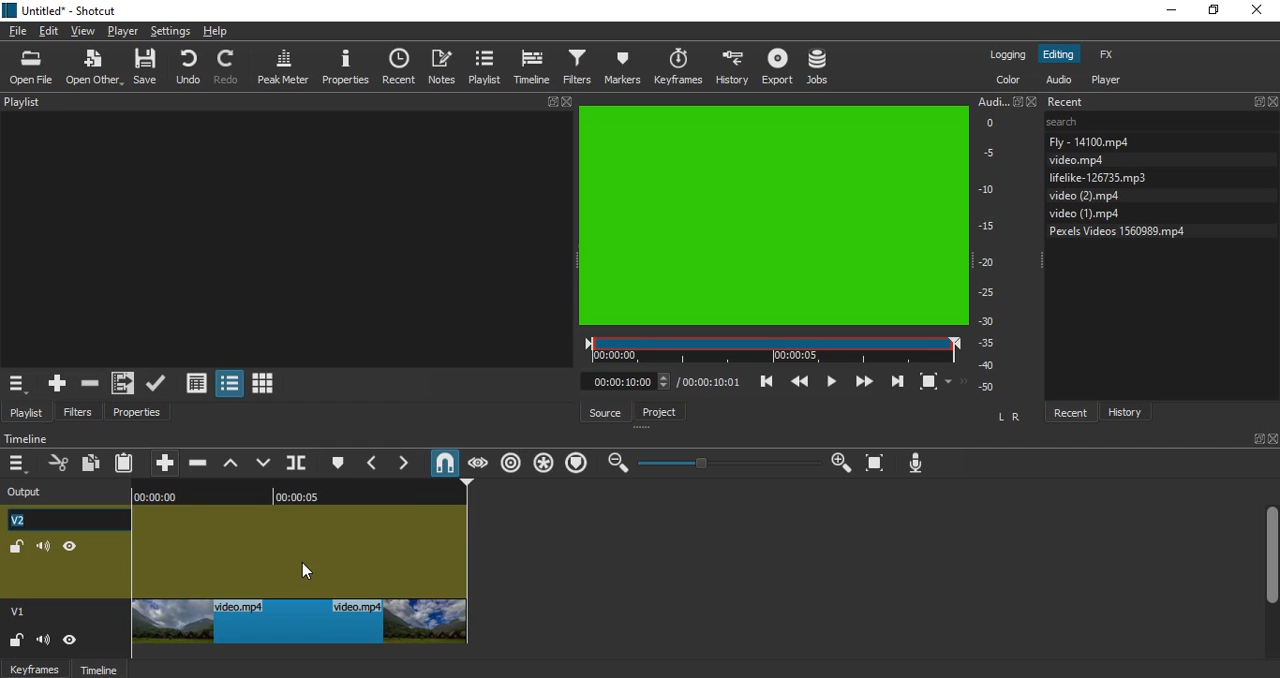 Untitled* - Shotcut
File Edit View Player Settings Help
Open File Open Other Save Undo Redo Peak Meter Properties Recent Notes Playlist Timeline Filters Markers Keyframes History Export Jobs
Logging Editing FX
Color Audio Player
Playlist
Audi...
Recent
search
Fly - 14100.mp4
video.mp4
lifelike-126735.mp3
video (2).mp4
video (1).mp4
Pexels Videos 1560989.mp4
0
-5
-10
-15
-20
-25
-30
-35
-40
-50
L R
00:00:00 00:00:05
00:00:10:00 / 00:00:10:01
Playlist Filters Properties
Source Project
Recent History
Timeline
Output
00:00:00 00:00:05
V2
V1
video.mp4 video.mp4
Keyframes Timeline